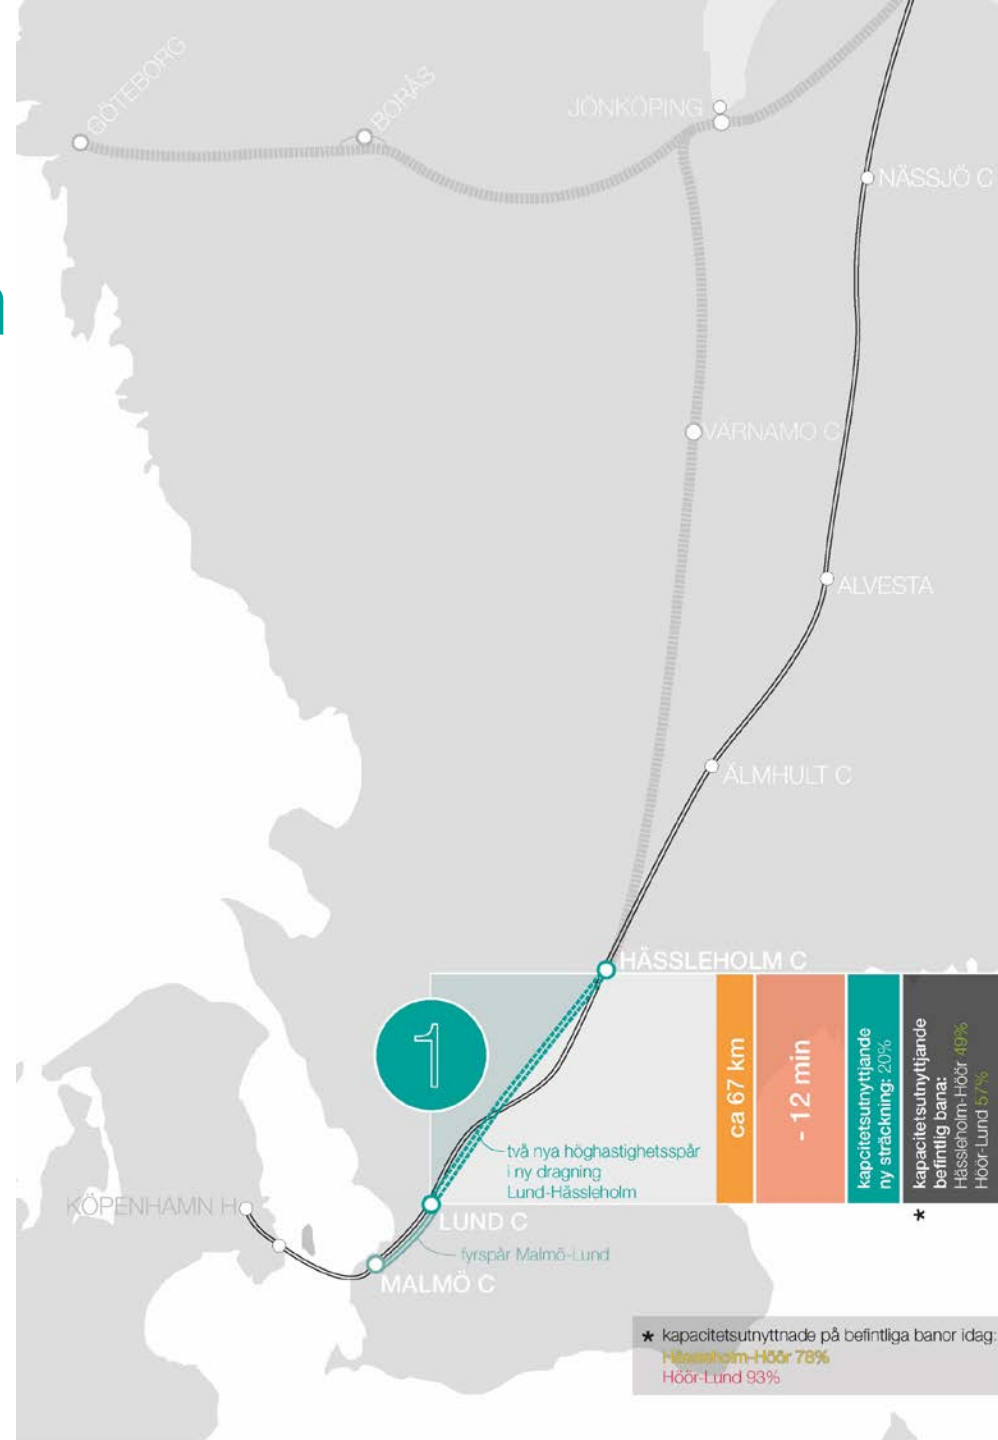 GÖTEBORG
BORÅS
JÖNKÖPING
NÄSSJÖ C
VÄRNAMO C
ALVESTA
ÄLMHULT C
HÄSSLEHOLM C
1
ca 67 km
- 12 min
kapcitetsutnyttjande
ny sträckning: 20%
kapacitetsutnyttjande
befintlig bana:
Hässleholm-Höör 49%
Höör-Lund 57%
*
två nya höghastighetsspår
i ny dragning
Lund-Hässleholm
KÖPENHAMN H
LUND C
fyrspår Malmö-Lund
MALMÖ C
* kapacitetsutnyttnade på befintliga banor idag:
Hässleholm-Höör 78%
Höör-Lund 93%